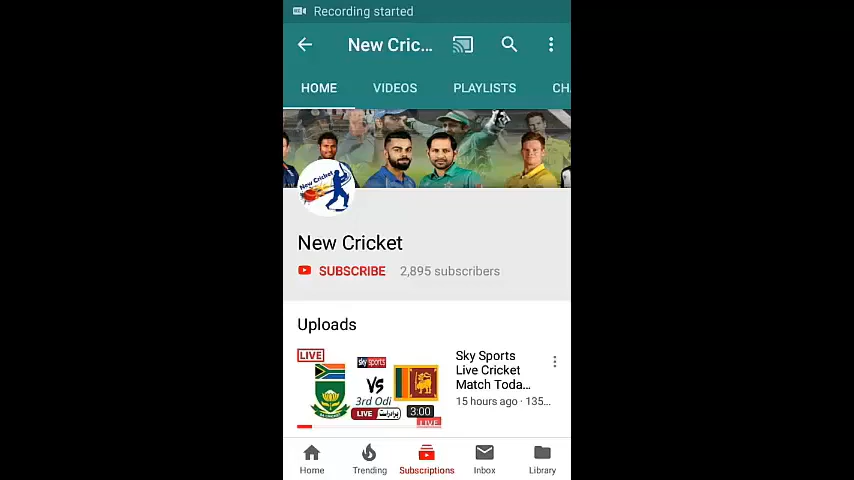 Recording started
New Cric...
HOME VIDEOS PLAYLISTS CH
New Cricket
New Cricket
SUBSCRIBE 2,895 subscribers
Uploads
LIVE
sky sports
VS
3rd Odi
LIVE
3:00
LIVE
Sky Sports
Live Cricket
Match Toda...
15 hours ago · 135...
Home Trending Subscriptions Inbox Library